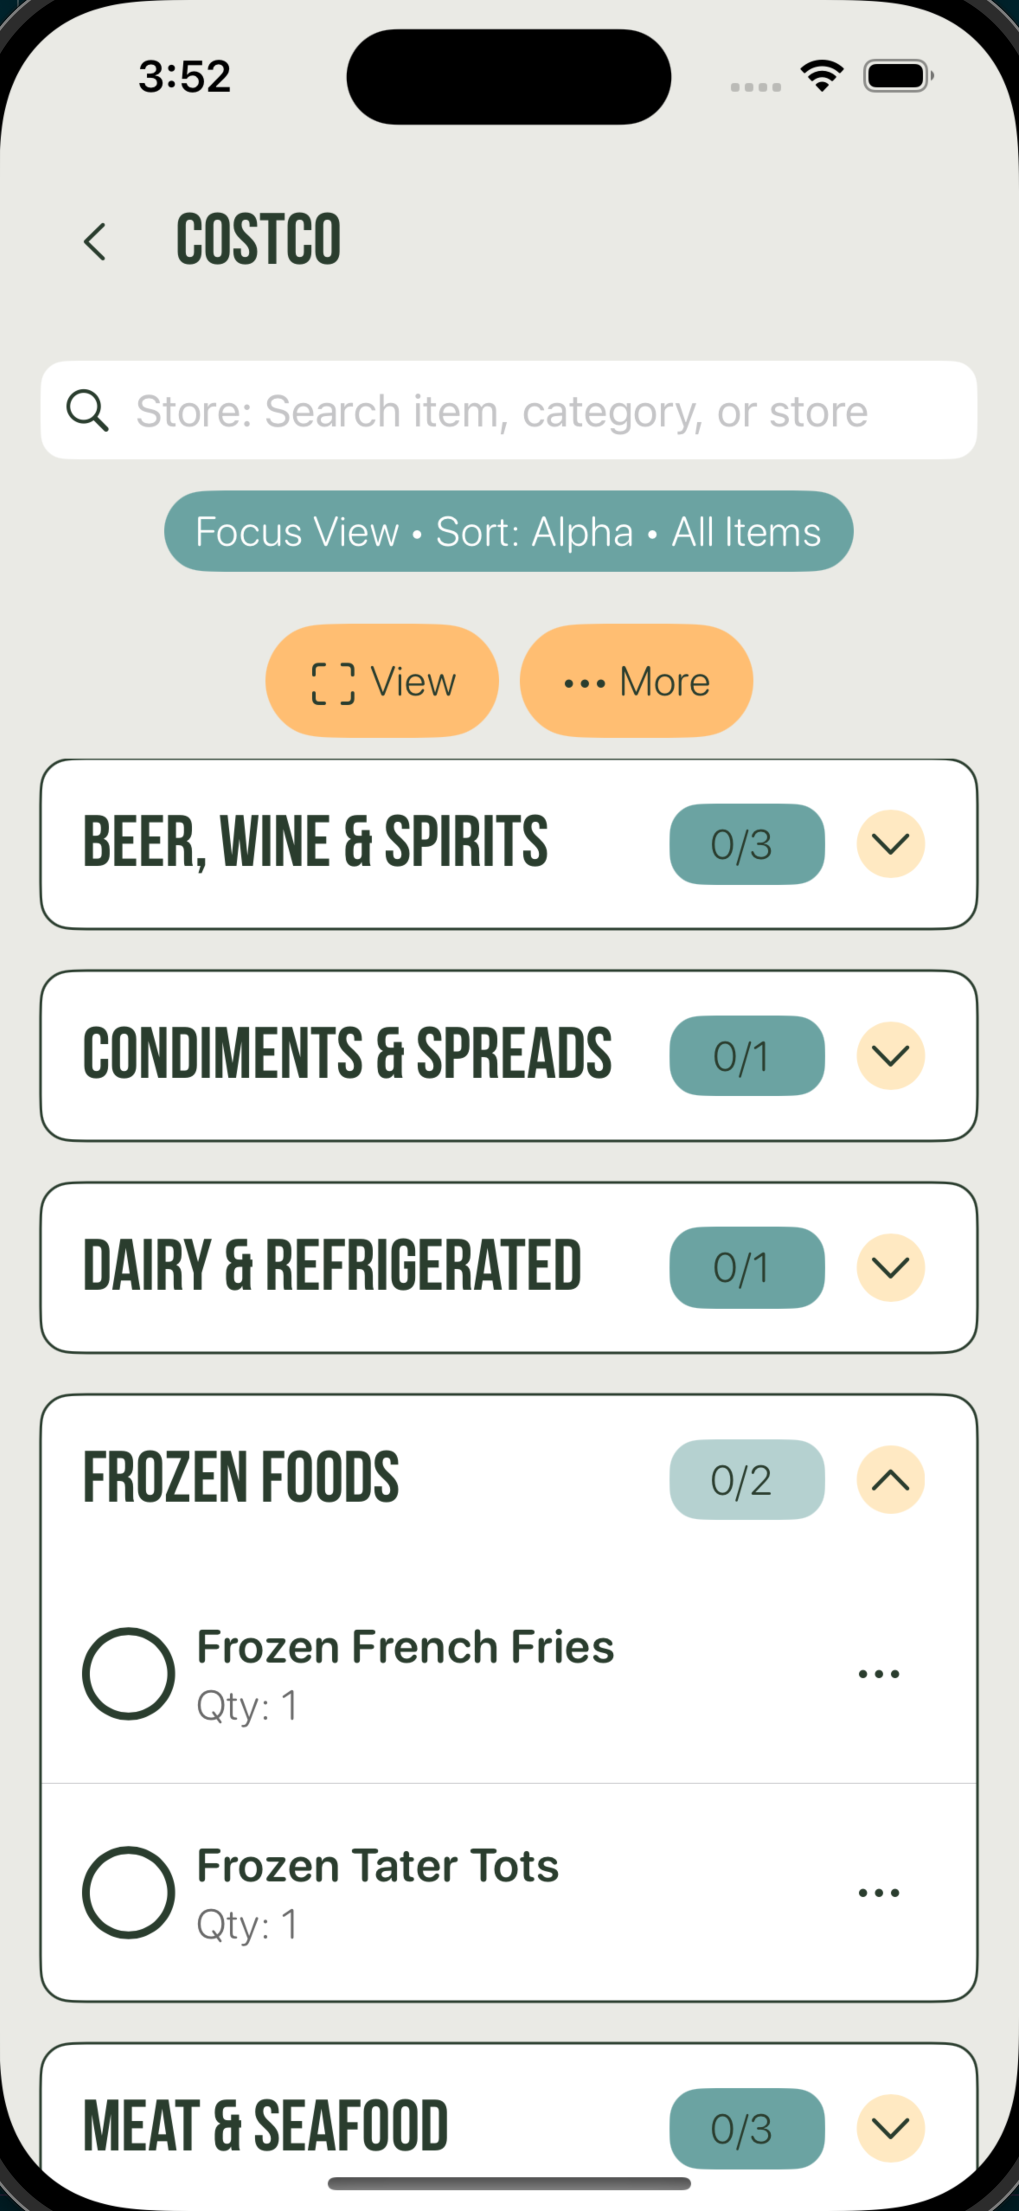 3:52
COSTCO
Store: Search item, category, or store
Focus View • Sort: Alpha • All Items
View
••• More
BEER, WINE & SPIRITS 0/3
CONDIMENTS & SPREADS 0/1
DAIRY & REFRIGERATED 0/1
FROZEN FOODS 0/2
Frozen French Fries
Qty: 1
Frozen Tater Tots
Qty: 1
MEAT & SEAFOOD 0/3